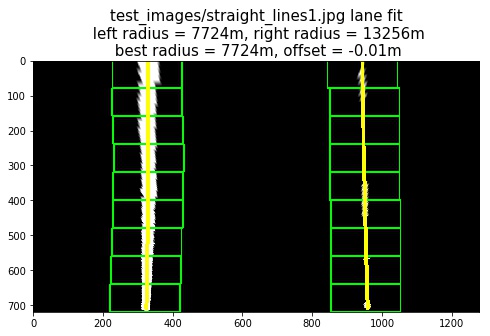 test_images/straight_lines1.jpg lane fit
left radius = 7724m, right radius = 13256m
best radius = 7724m, offset = -0.01m
0
100
200
300
400
500
600
700
0 200 400 600 800 1000 1200